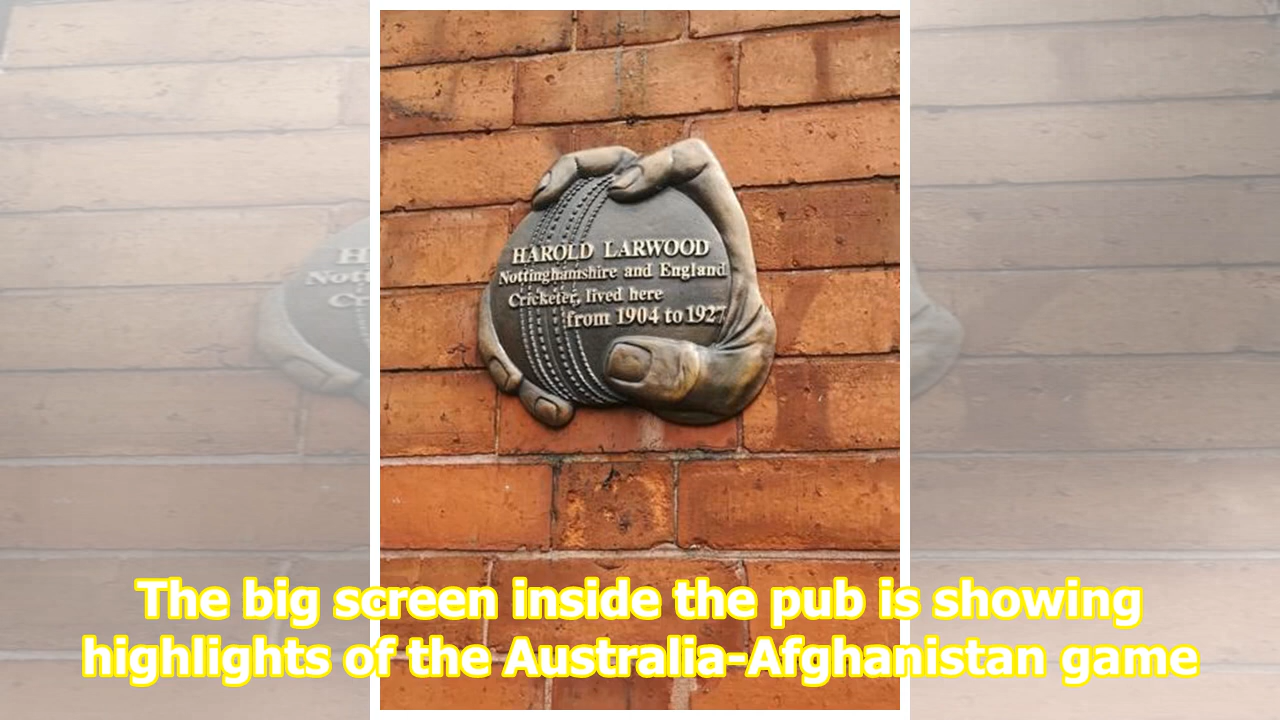 HAROLD LARWOOD
Nottinghamshire and England
Cricketer, lived here
from 1904 to 1927
The big screen inside the pub is showing
highlights of the Australia-Afghanistan game